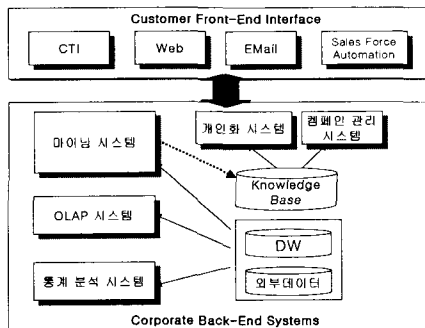 Customer Front-End Interface
CTI
Web
EMail
Sales Force
Automation
마이닝 시스템
개인화 시스템
켐페인 관리
시스템
Knowledge
Base
OLAP 시스템
DW
통계 분석 시스템
외부데이터
Corporate Back-End Systems